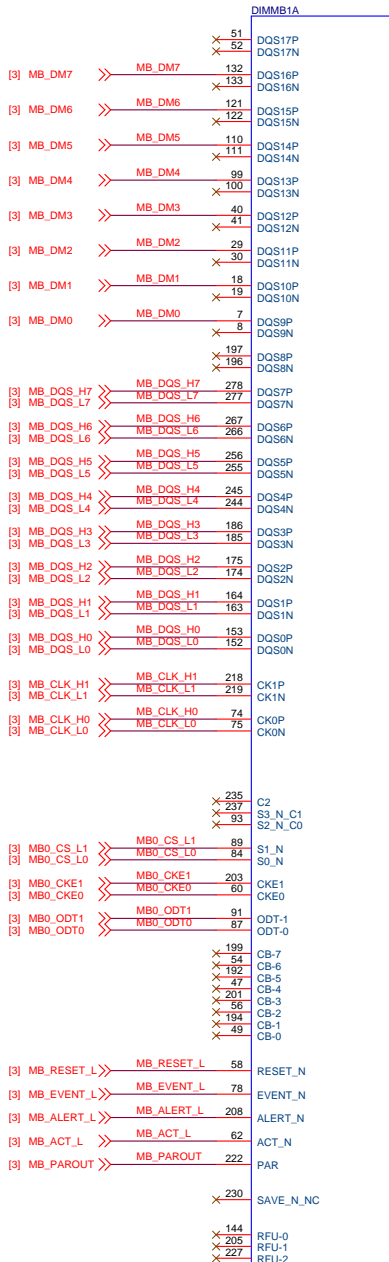 DIMMB1A
51 DQS17P
52 DQS17N
[3] MB_DM7 MB_DM7 132 DQS16P
133 DQS16N
[3] MB_DM6 MB_DM6 121 DQS15P
122 DQS15N
[3] MB_DM5 MB_DM5 110 DQS14P
111 DQS14N
[3] MB_DM4 MB_DM4 99 DQS13P
100 DQS13N
[3] MB_DM3 MB_DM3 40 DQS12P
41 DQS12N
[3] MB_DM2 MB_DM2 29 DQS11P
30 DQS11N
[3] MB_DM1 MB_DM1 18 DQS10P
19 DQS10N
[3] MB_DM0 MB_DM0 7 DQS9P
8 DQS9N
197 DQS8P
196 DQS8N
[3] MB_DQS_H7 MB_DQS_H7 278 DQS7P
[3] MB_DQS_L7 MB_DQS_L7 277 DQS7N
[3] MB_DQS_H6 MB_DQS_H6 267 DQS6P
[3] MB_DQS_L6 MB_DQS_L6 266 DQS6N
[3] MB_DQS_H5 MB_DQS_H5 256 DQS5P
[3] MB_DQS_L5 MB_DQS_L5 255 DQS5N
[3] MB_DQS_H4 MB_DQS_H4 245 DQS4P
[3] MB_DQS_L4 MB_DQS_L4 244 DQS4N
[3] MB_DQS_H3 MB_DQS_H3 186 DQS3P
[3] MB_DQS_L3 MB_DQS_L3 185 DQS3N
[3] MB_DQS_H2 MB_DQS_H2 175 DQS2P
[3] MB_DQS_L2 MB_DQS_L2 174 DQS2N
[3] MB_DQS_H1 MB_DQS_H1 164 DQS1P
[3] MB_DQS_L1 MB_DQS_L1 163 DQS1N
[3] MB_DQS_H0 MB_DQS_H0 153 DQS0P
[3] MB_DQS_L0 MB_DQS_L0 152 DQS0N
[3] MB_CLK_H1 MB_CLK_H1 218 CK1P
[3] MB_CLK_L1 MB_CLK_L1 219 CK1N
[3] MB_CLK_H0 MB_CLK_H0 74 CK0P
[3] MB_CLK_L0 MB_CLK_L0 75 CK0N
235 C2
237 S3_N_C1
93 S2_N_C0
[3] MB0_CS_L1 MB0_CS_L1 89 S1_N
[3] MB0_CS_L0 MB0_CS_L0 84 S0_N
[3] MB0_CKE1 MB0_CKE1 203 CKE1
[3] MB0_CKE0 MB0_CKE0 60 CKE0
[3] MB0_ODT1 MB0_ODT1 91 ODT-1
[3] MB0_ODT0 MB0_ODT0 87 ODT-0
199 CB-7
54 CB-6
192 CB-5
47 CB-4
201 CB-3
56 CB-2
194 CB-1
49 CB-0
[3] MB_RESET_L MB_RESET_L 58 RESET_N
[3] MB_EVENT_L MB_EVENT_L 78 EVENT_N
[3] MB_ALERT_L MB_ALERT_L 208 ALERT_N
[3] MB_ACT_L MB_ACT_L 62 ACT_N
[3] MB_PAROUT MB_PAROUT 222 PAR
230 SAVE_N_NC
144 RFU-0
205 RFU-1
227 RFU-2